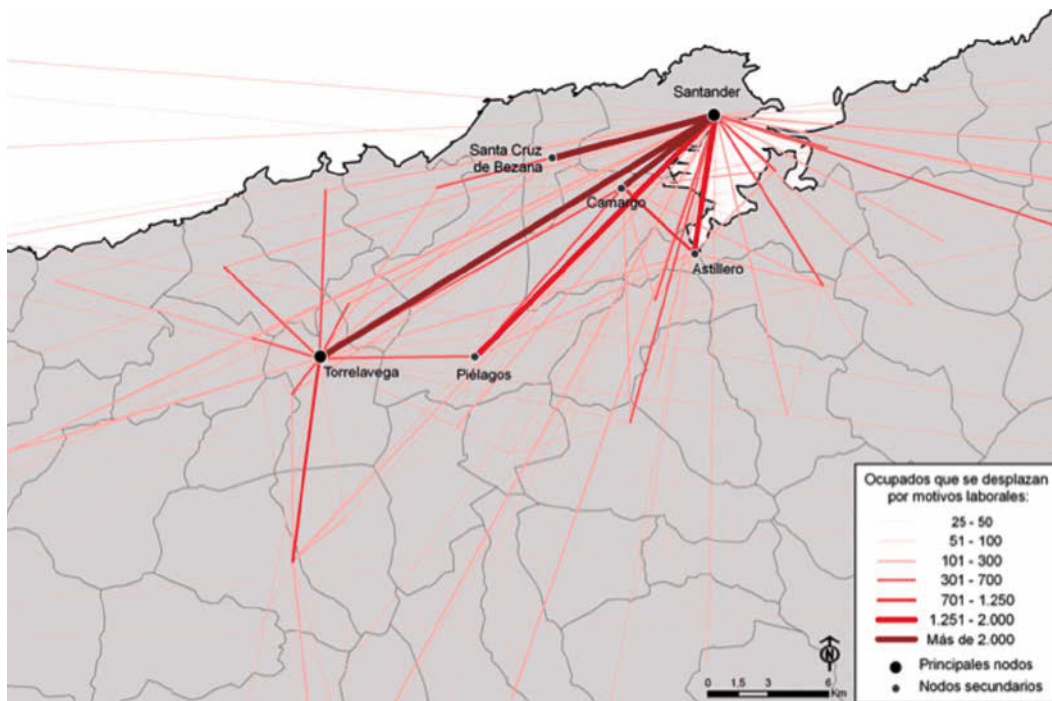 Santander
Santa Cruz
de Bezana
Camargo
Astillero
Torrelavega
Piélagos
Ocupados que se desplazan
por motivos laborales:
25 - 50
51 - 100
101 - 300
301 - 700
701 - 1.250
1.251 - 2.000
Más de 2.000
Principales nodos
Nodos secundarios
N
0 1.5 3 6
Km